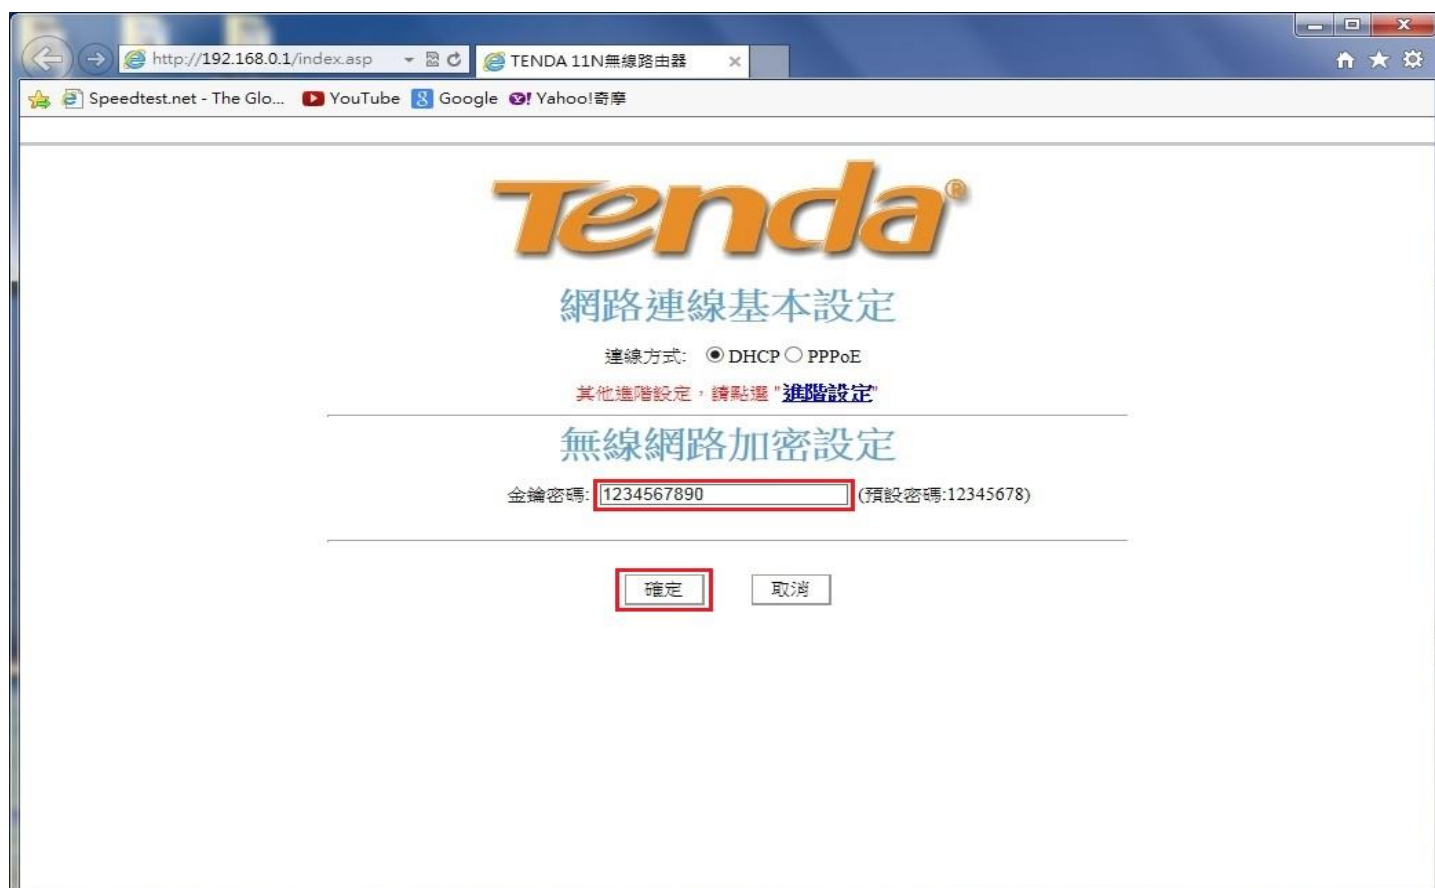 http://192.168.0.1/index.asp
TENDA 11N無線路由器
Speedtest.net - The Glo... YouTube Google Yahoo!奇摩
Tenda®
網路連線基本設定
連線方式: DHCP PPPoE
其他進階設定，請點選 "進階設定"
無線網路加密設定
金鑰密碼: 1234567890 (預設密碼:12345678)
確定 取消